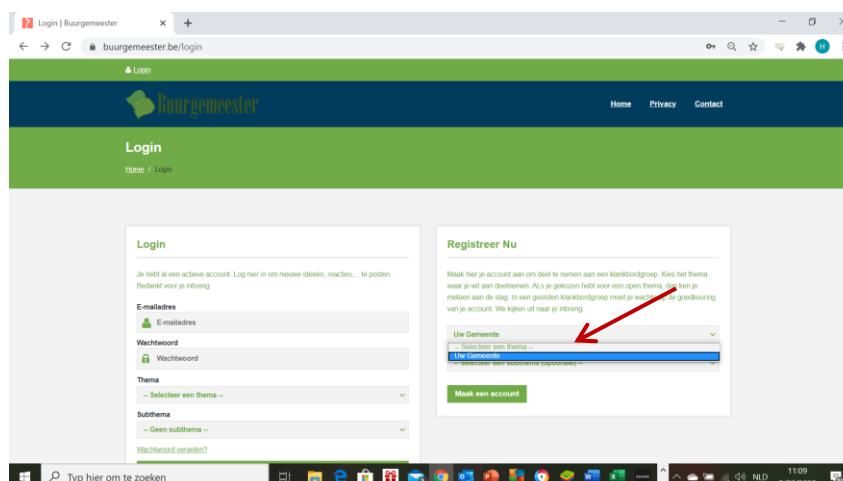 Login | Buurgemeester
buurgemeester.be/login
H
Login
Buurgemeester
Home Privacy Contact
Login
Home / Login
Login
Je hebt al een actieve account. Log hier in om nieuwe ideeën, reacties,... te posten.
Bedankt voor je inbreng.
E-mailadres
E-mailadres
Wachtwoord
Wachtwoord
Thema
-- Selecteer een thema --
Subthema
-- Geen subthema --
Wachtwoord vergeten?
Registreer Nu
Maak hier je account aan om deel te nemen aan een klankbordgroep. Kies het thema
waar je wil aan deelnemen. ALs je gekozen hebt voor een open thema, dan ken je
meteen aan de slag. In een gesloten klankbordgroep moet je wachten op de goedkeuring
van je account. We kijken uit naar je inbreng.
Uw Gemeente
-- Selecteer een thema --
Uw Gemeente
-- Selecteer een subthema (optioneel) --
Maak een account
Typ hier om te zoeken
NLD
11:09